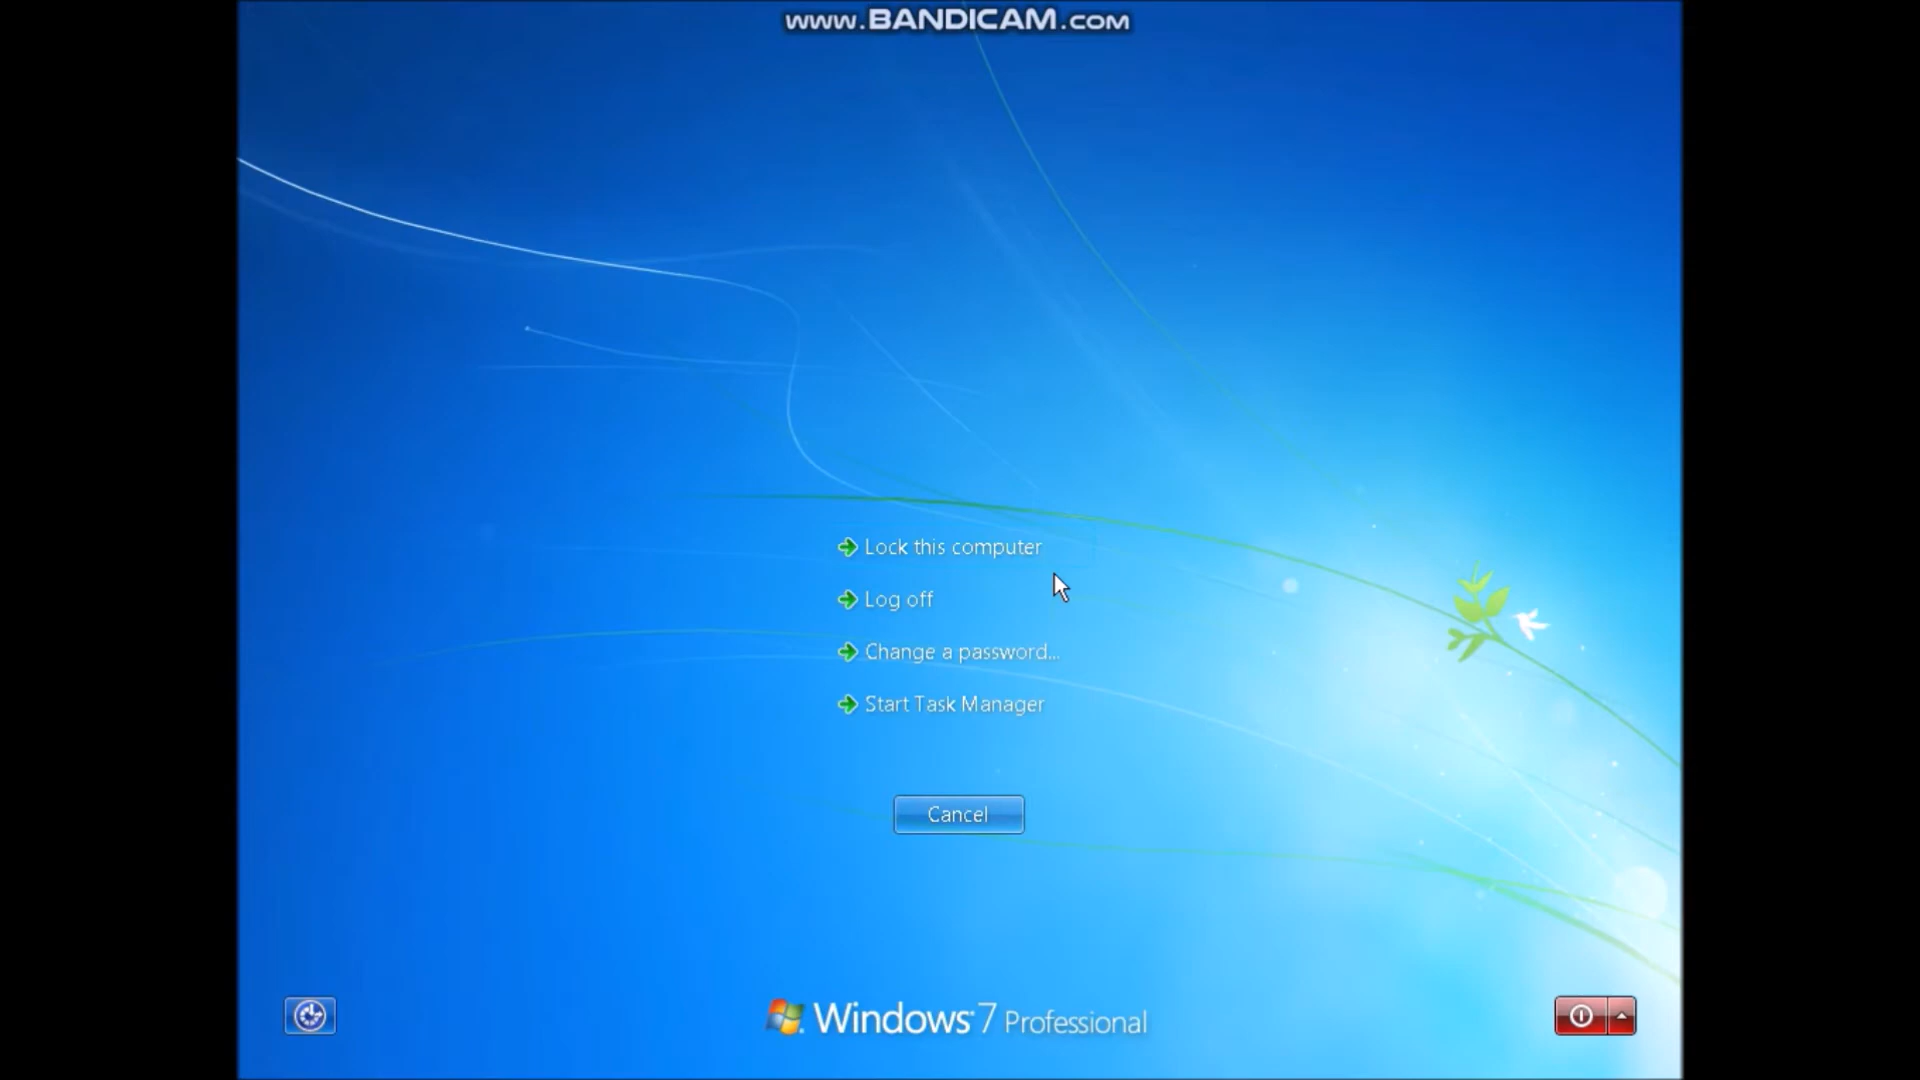 www.BANDICAM.com
Lock this computer
Log off
Change a password...
Start Task Manager
Cancel
Windows 7 Professional